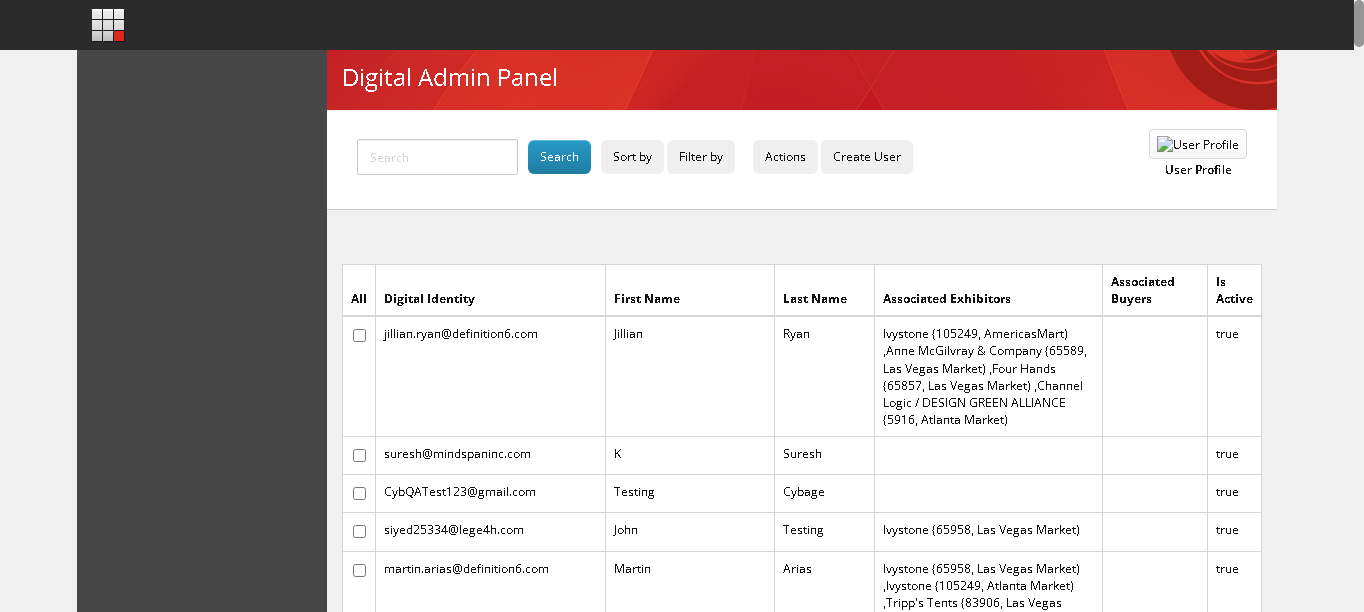 Digital Admin Panel
Search
Search
Sort by
Filter by
Actions
Create User
User Profile
User Profile
All Digital Identity First Name Last Name Associated Exhibitors Associated Buyers Is Active
jillian.ryan@definition6.com Jillian Ryan Ivystone {105249, AmericasMart) true
,Anne McGilvray & Company {65589,
Las Vegas Market) ,Four Hands
{65857, Las Vegas Market) ,Channel
Logic / DESIGN GREEN ALLIANCE
{5916, Atlanta Market)
suresh@mindspaninc.com K Suresh true
CybQATest123@gmail.com Testing Cybage true
siyed25334@lege4h.com John Testing Ivystone {65958, Las Vegas Market) true
martin.arias@definition6.com Martin Arias Ivystone {65958, Las Vegas Market) true
,Ivystone {105249, Atlanta Market)
,Tripp's Tents {83906, Las Vegas